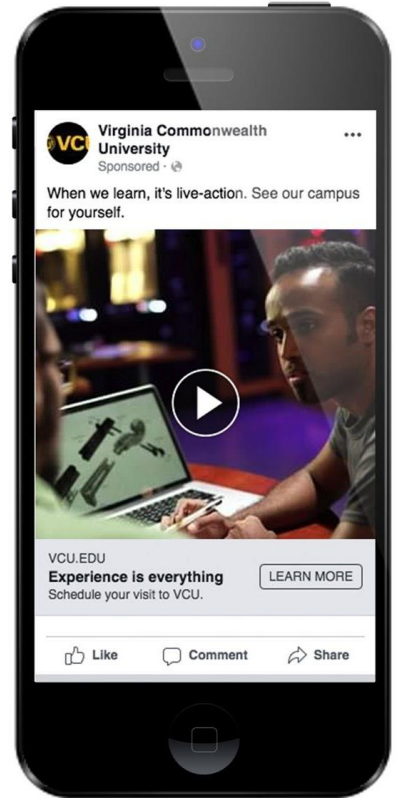 VCU
Virginia Commonwealth
University
Sponsored ·
When we learn, it's live-action. See our campus
for yourself.
VCU.EDU
Experience is everything
Schedule your visit to VCU.
LEARN MORE
Like
Comment
Share